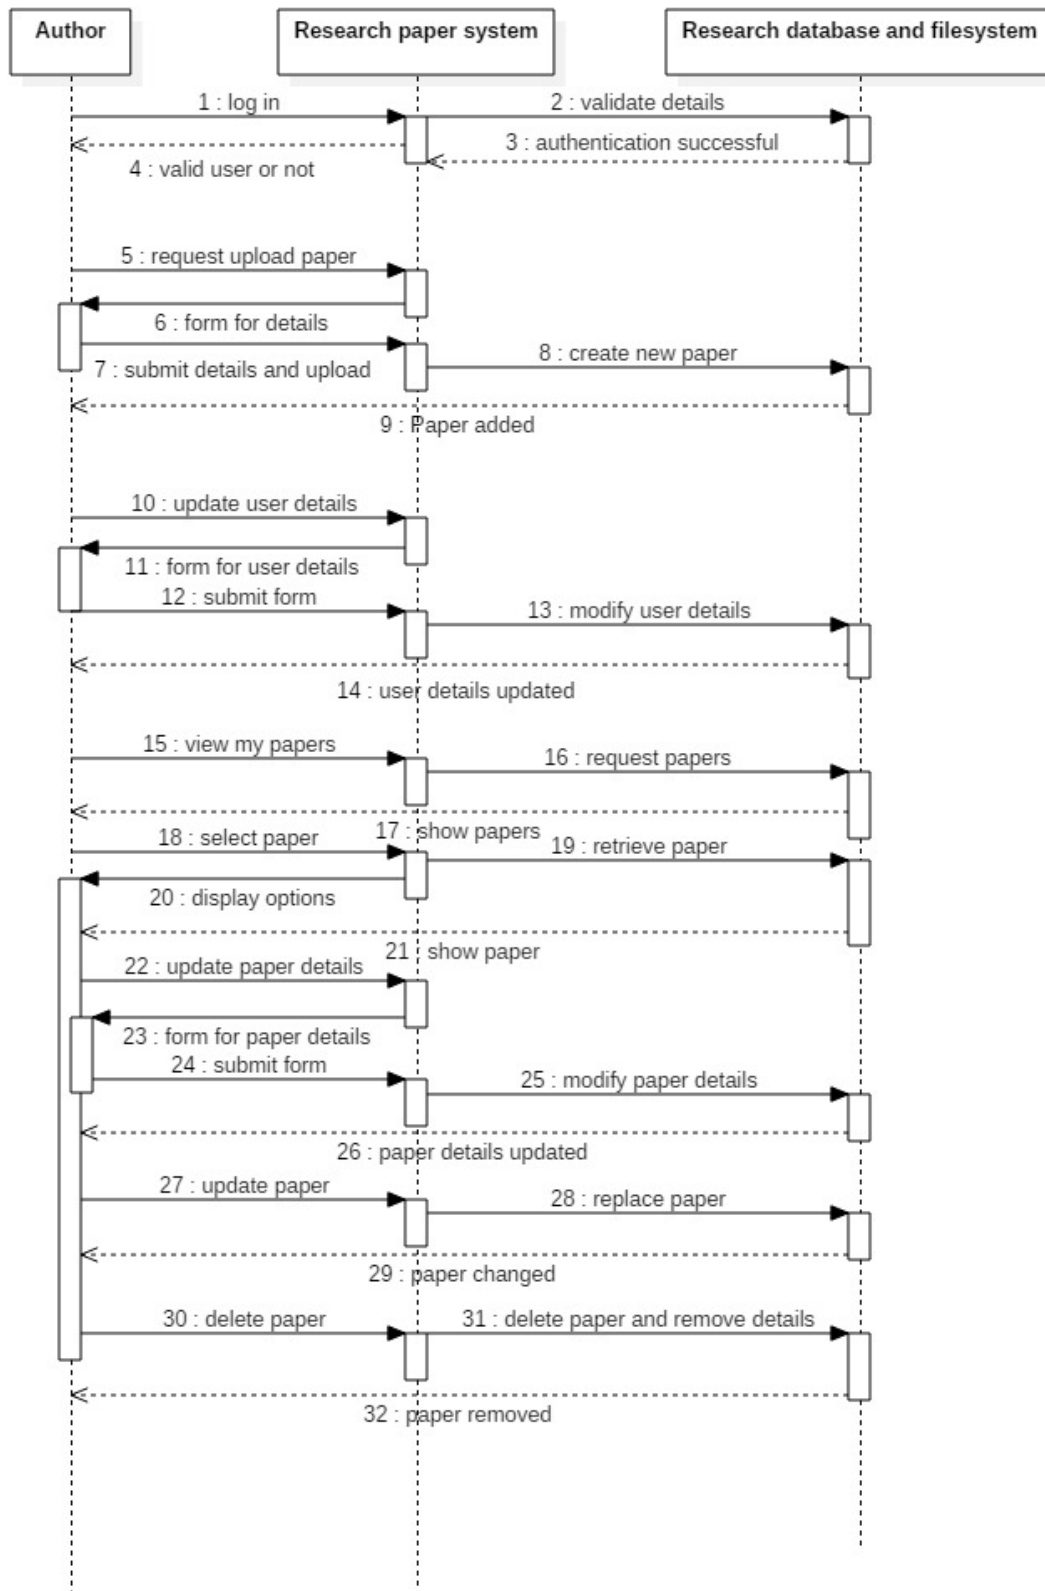 Author
Research paper system
Research database and filesystem
1 : log in
2 : validate details
3 : authentication successful
4 : valid user or not
5 : request upload paper
6 : form for details
7 : submit details and upload
8 : create new paper
9 : Paper added
10 : update user details
11 : form for user details
12 : submit form
13 : modify user details
14 : user details updated
15 : view my papers
16 : request papers
17 : show papers
18 : select paper
19 : retrieve paper
20 : display options
21 : show paper
22 : update paper details
23 : form for paper details
24 : submit form
25 : modify paper details
26 : paper details updated
27 : update paper
28 : replace paper
29 : paper changed
30 : delete paper
31 : delete paper and remove details
32 : paper removed